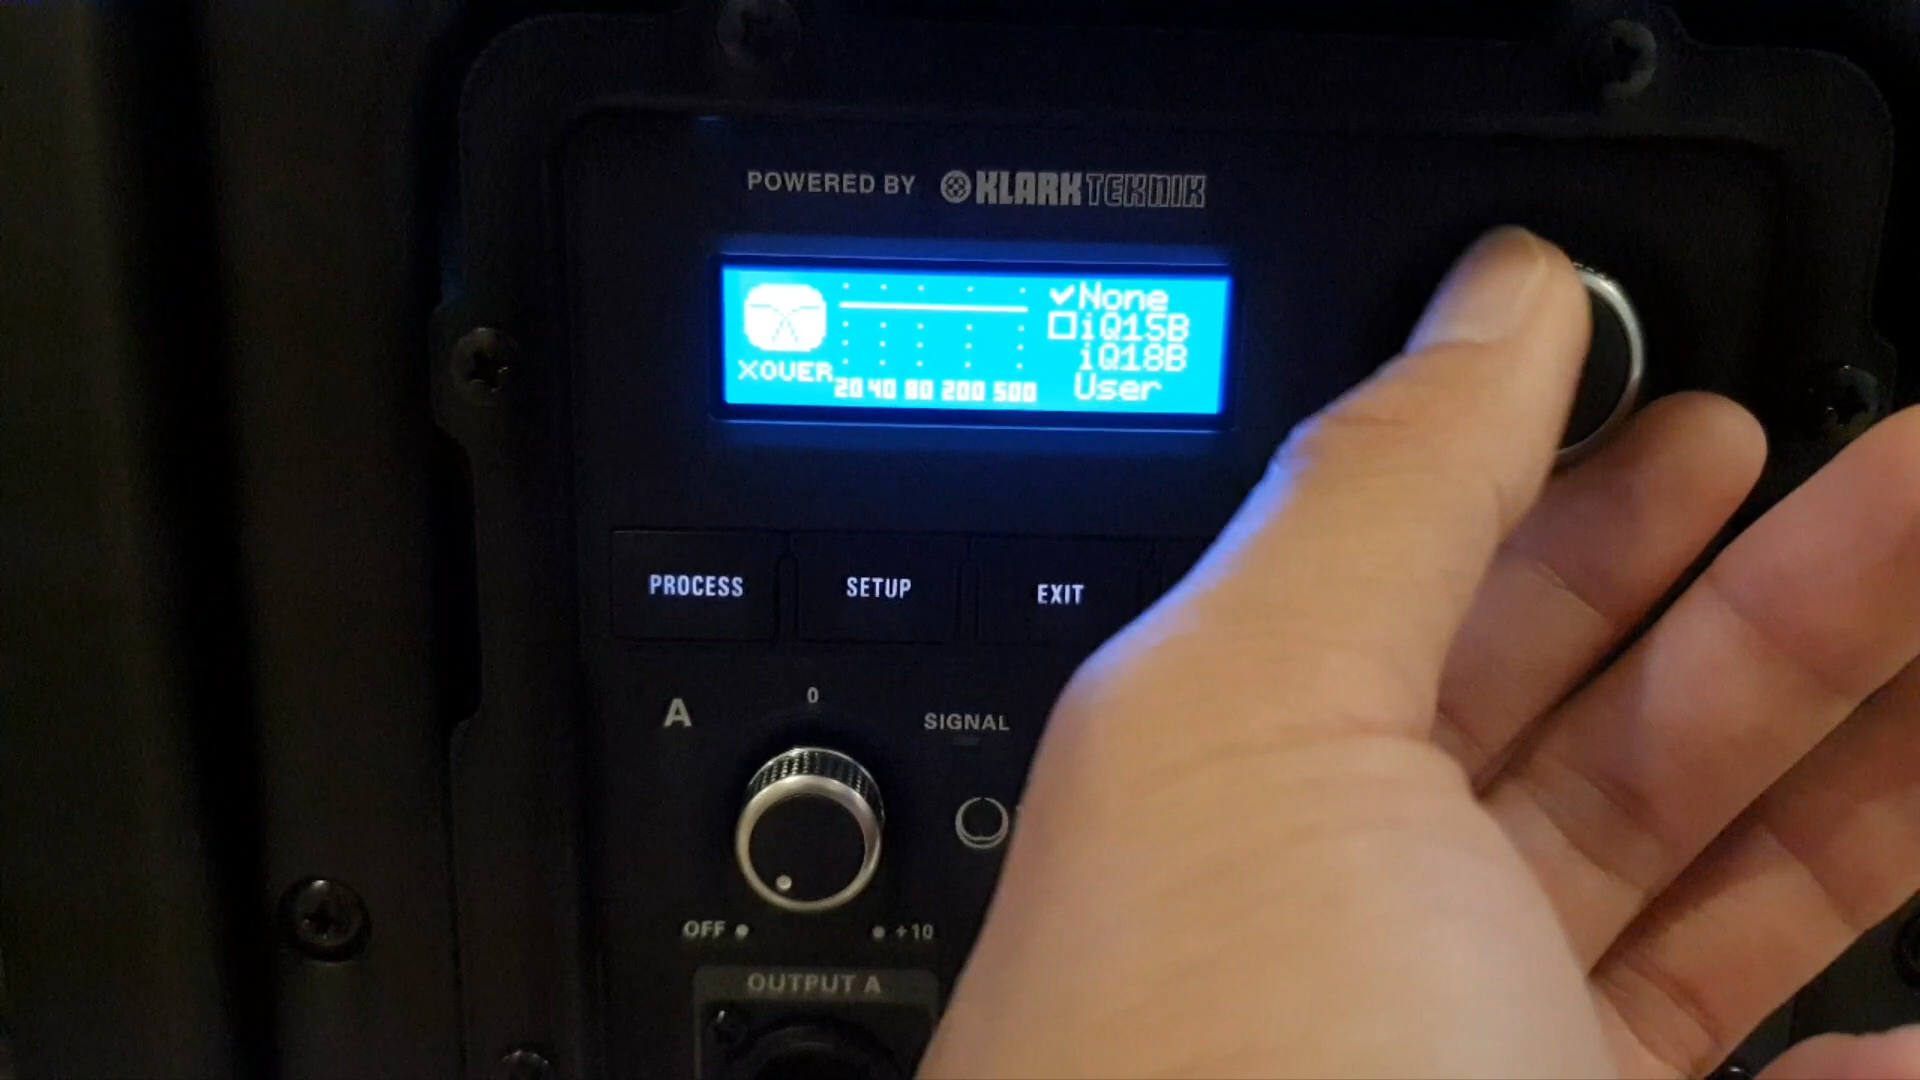 POWERED BY KLARK TEKNIK
None
iQ15B
iQ18B
XOVER
User
20 40 80 200 500
PROCESS SETUP EXIT
A
0
SIGNAL
OFF
+10
OUTPUT A